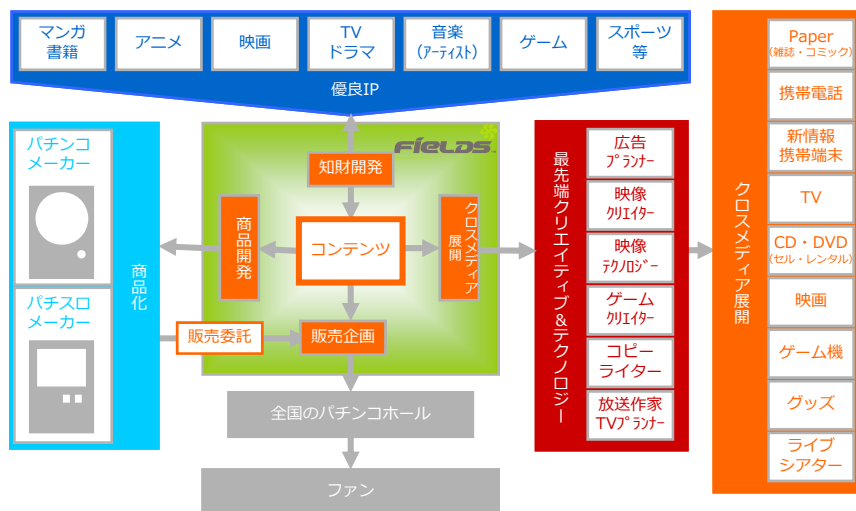 マンガ
書籍
アニメ
映画
TV
ドラマ
音楽
(ｱｰﾃｨｽﾄ)
ゲーム
スポーツ
等
優良IP
パチンコ
メーカー
パチスロ
メーカー
商品化
販売委託
FIELDS
知財開発
商品開発
コンテンツ
クロスメディア
展開
販売企画
全国のパチンコホール
ファン
最先端クリエイティブ&テクノロジー
広告
ﾌﾟﾗﾝﾅｰ
映像
ｸﾘｴｲﾀｰ
映像
ﾃｸﾉﾛｼﾞｰ
ゲーム
ｸﾘｴｲﾀｰ
コピー
ライター
放送作家
TVﾌﾟﾗﾝﾅｰ
クロスメディア展開
Paper
(雑誌・コミック)
携帯電話
新情報
携帯端末
TV
CD・DVD
(セル・レンタル)
映画
ゲーム機
グッズ
ライブ
シアター